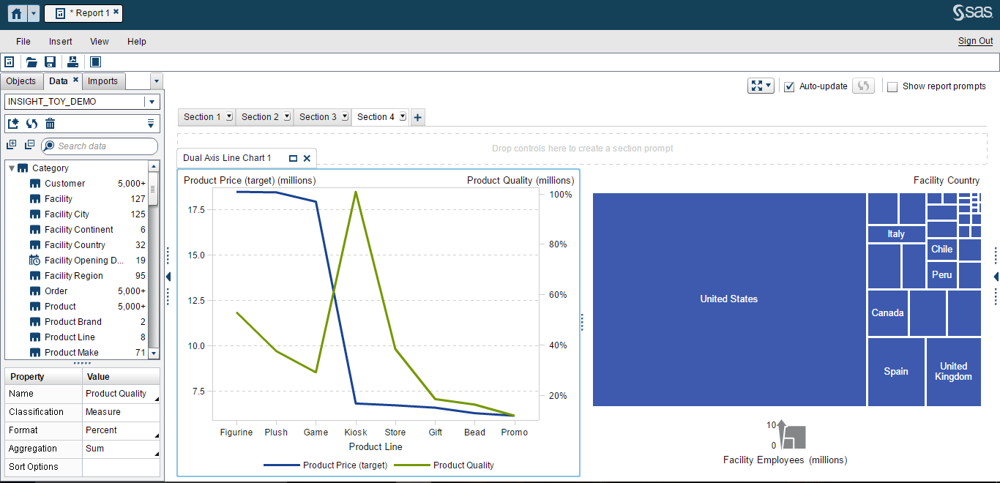 * Report 1
sas
File Insert View Help Sign Out
Objects Data Imports
Auto-update Show report prompts
INSIGHT_TOY_DEMO
Search data
Category
Customer 5,000+
Facility 127
Facility City 125
Facility Continent 6
Facility Country 32
Facility Opening D... 19
Facility Region 95
Order 5,000+
Product 5,000+
Product Brand 2
Product Line 8
Product Make 71
Property Value
Name Product Quality
Classification Measure
Format Percent
Aggregation Sum
Sort Options
Section 1 Section 2 Section 3 Section 4
Drop controls here to create a section prompt
Dual Axis Line Chart 1
Product Price (target) (millions) Product Quality (millions)
17.5
15.0
12.5
10.0
7.5
100%
80%
60%
40%
20%
Figurine Plush Game Kiosk Store Gift Bead Promo
Product Line
Product Price (target) Product Quality
Facility Country
United States
Italy
Chile
Peru
Canada
Spain
United
Kingdom
10
0
Facility Employees (millions)